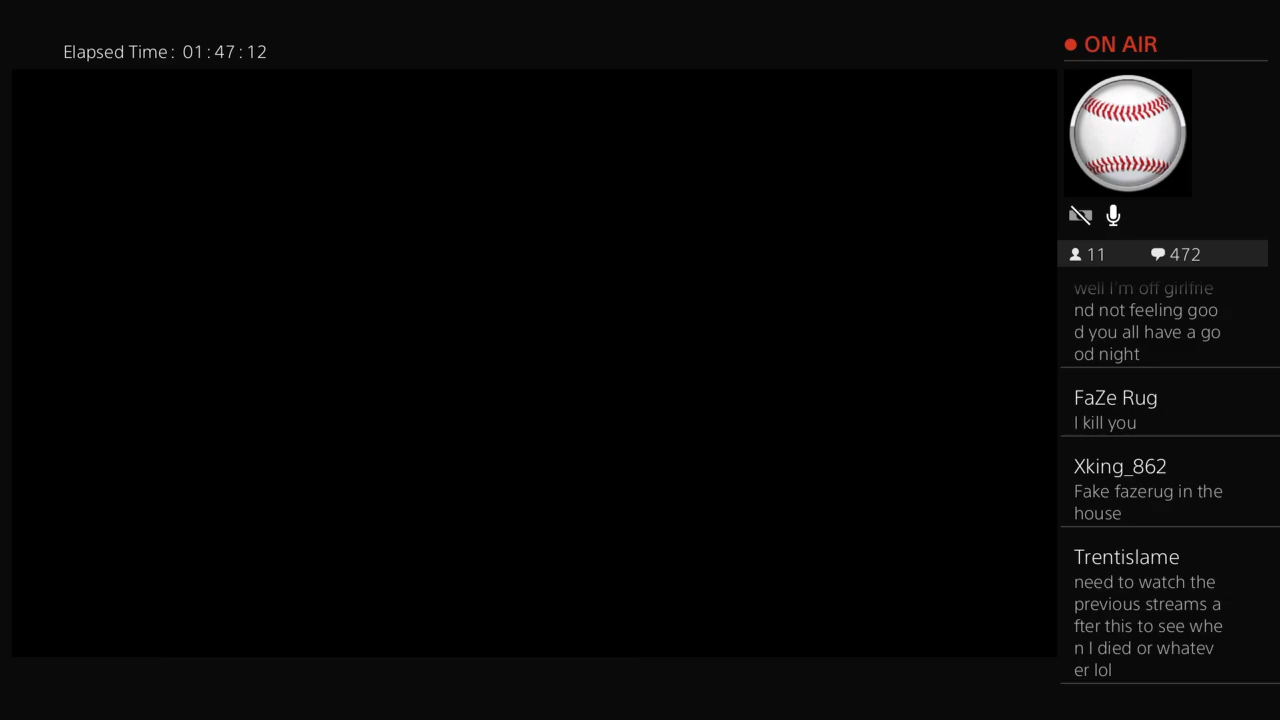 Elapsed Time: 01:47:12
ON AIR
11 472
well I'm off girlfrie
nd not feeling goo
d you all have a go
od night
FaZe Rug
I kill you
Xking_862
Fake fazerug in the
house
Trentislame
need to watch the
previous streams a
fter this to see whe
n I died or whatev
er lol